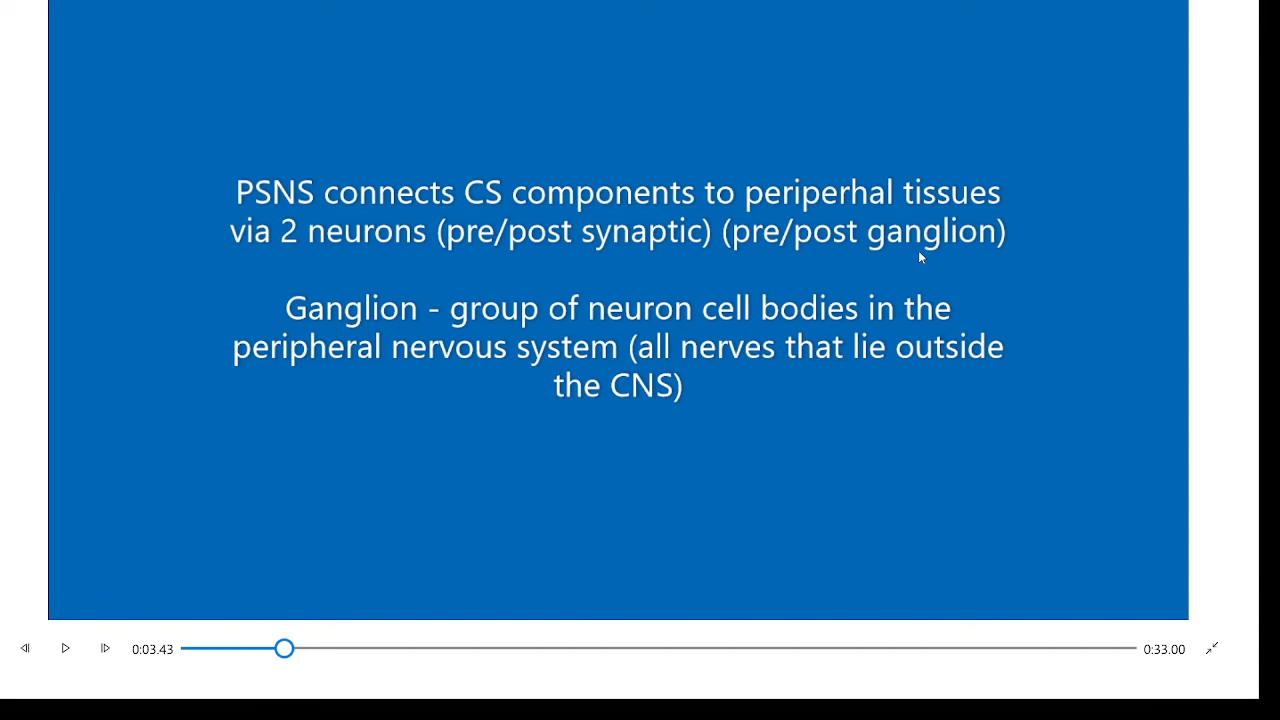 PSNS connects CS components to periperhal tissues
via 2 neurons (pre/post synaptic) (pre/post ganglion)
Ganglion - group of neuron cell bodies in the
peripheral nervous system (all nerves that lie outside
the CNS)
0:03.43
0:33.00